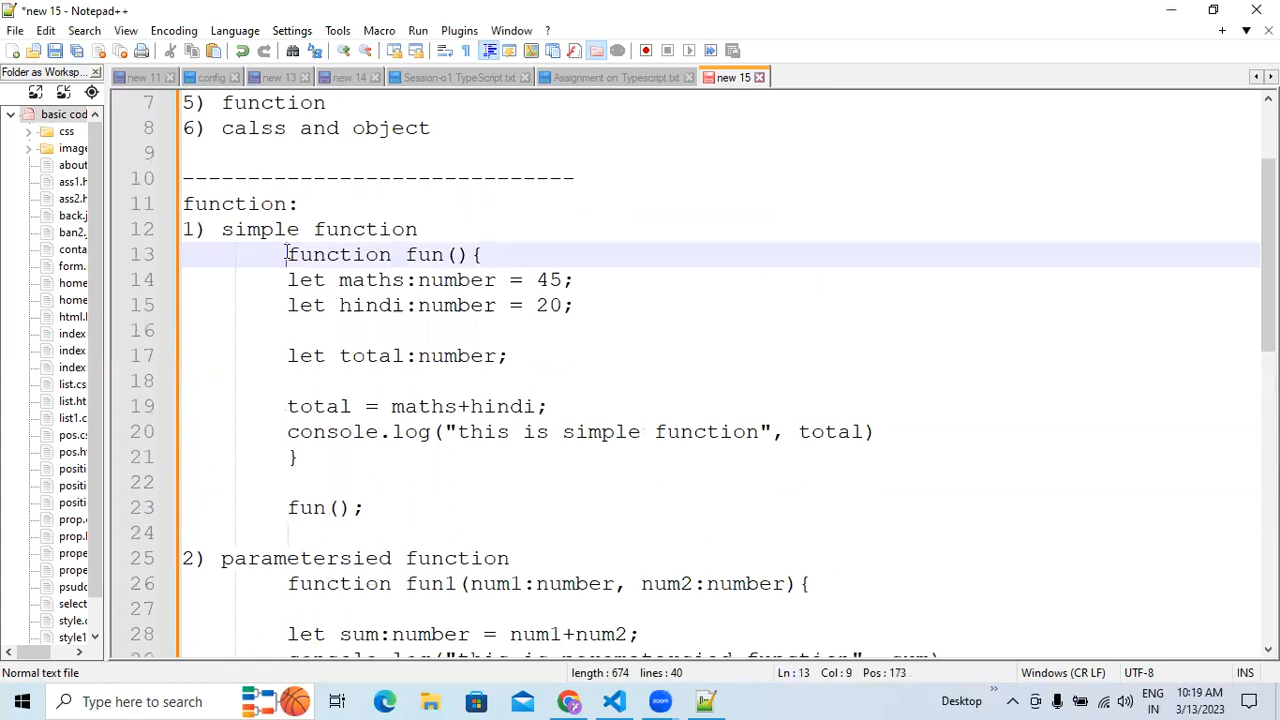 *new 15 - Notepad++
File Edit Search View Encoding Language Settings Tools Macro Run Plugins Window ?
Folder as Worksp...
new 11
config
new 13
new 14
Session-o1 TypeScript.txt
Assignment on Typescript.txt
new 15
basic cod
css
image
about
ass1.h
ass2.h
back.j
ban2.
conta
form.
home
home
html.l
index
index
index
list.cs
list.ht
list1.c
pos.cs
pos.ht
positi
positi
positi
prop.c
prop.l
prope
prope
psudo
select
style.c
style1
7 5) function
8 6) calss and object
9
10 ------------------------------
11 function:
12 1) simple function
13 function fun(){
14 let maths:number = 45;
15 let hindi:number = 20;
16
17 let total:number;
18
19 total = maths+hindi;
20 console.log("this is simple function", total)
21 }
22
23 fun();
24
25 2) parametersied function
26 function fun1(num1:number, num2:number){
27
28 let sum:number = num1+num2;
Normal text file
length : 674 lines : 40
Ln : 13 Col : 9 Pos : 173
Windows (CR LF)
UTF-8
INS
Type here to search
zoom
Desktop
ENG
IN
10:19 AM
3/13/2023